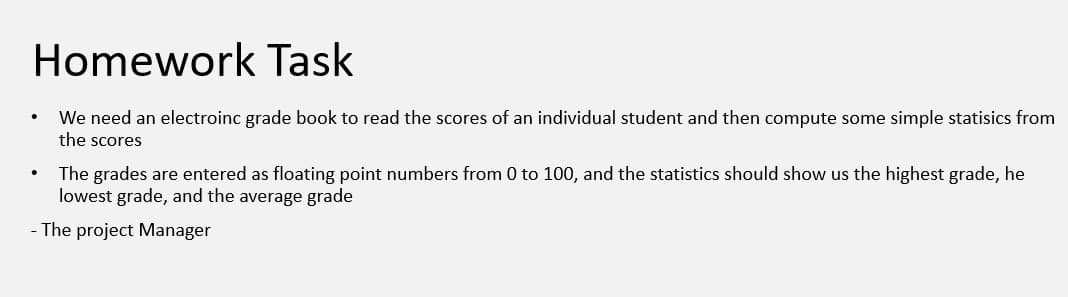 Homework Task
• We need an electroinc grade book to read the scores of an individual student and then compute some simple statisics from
the scores
• The grades are entered as floating point numbers from 0 to 100, and the statistics should show us the highest grade, he
lowest grade, and the average grade
- The project Manager